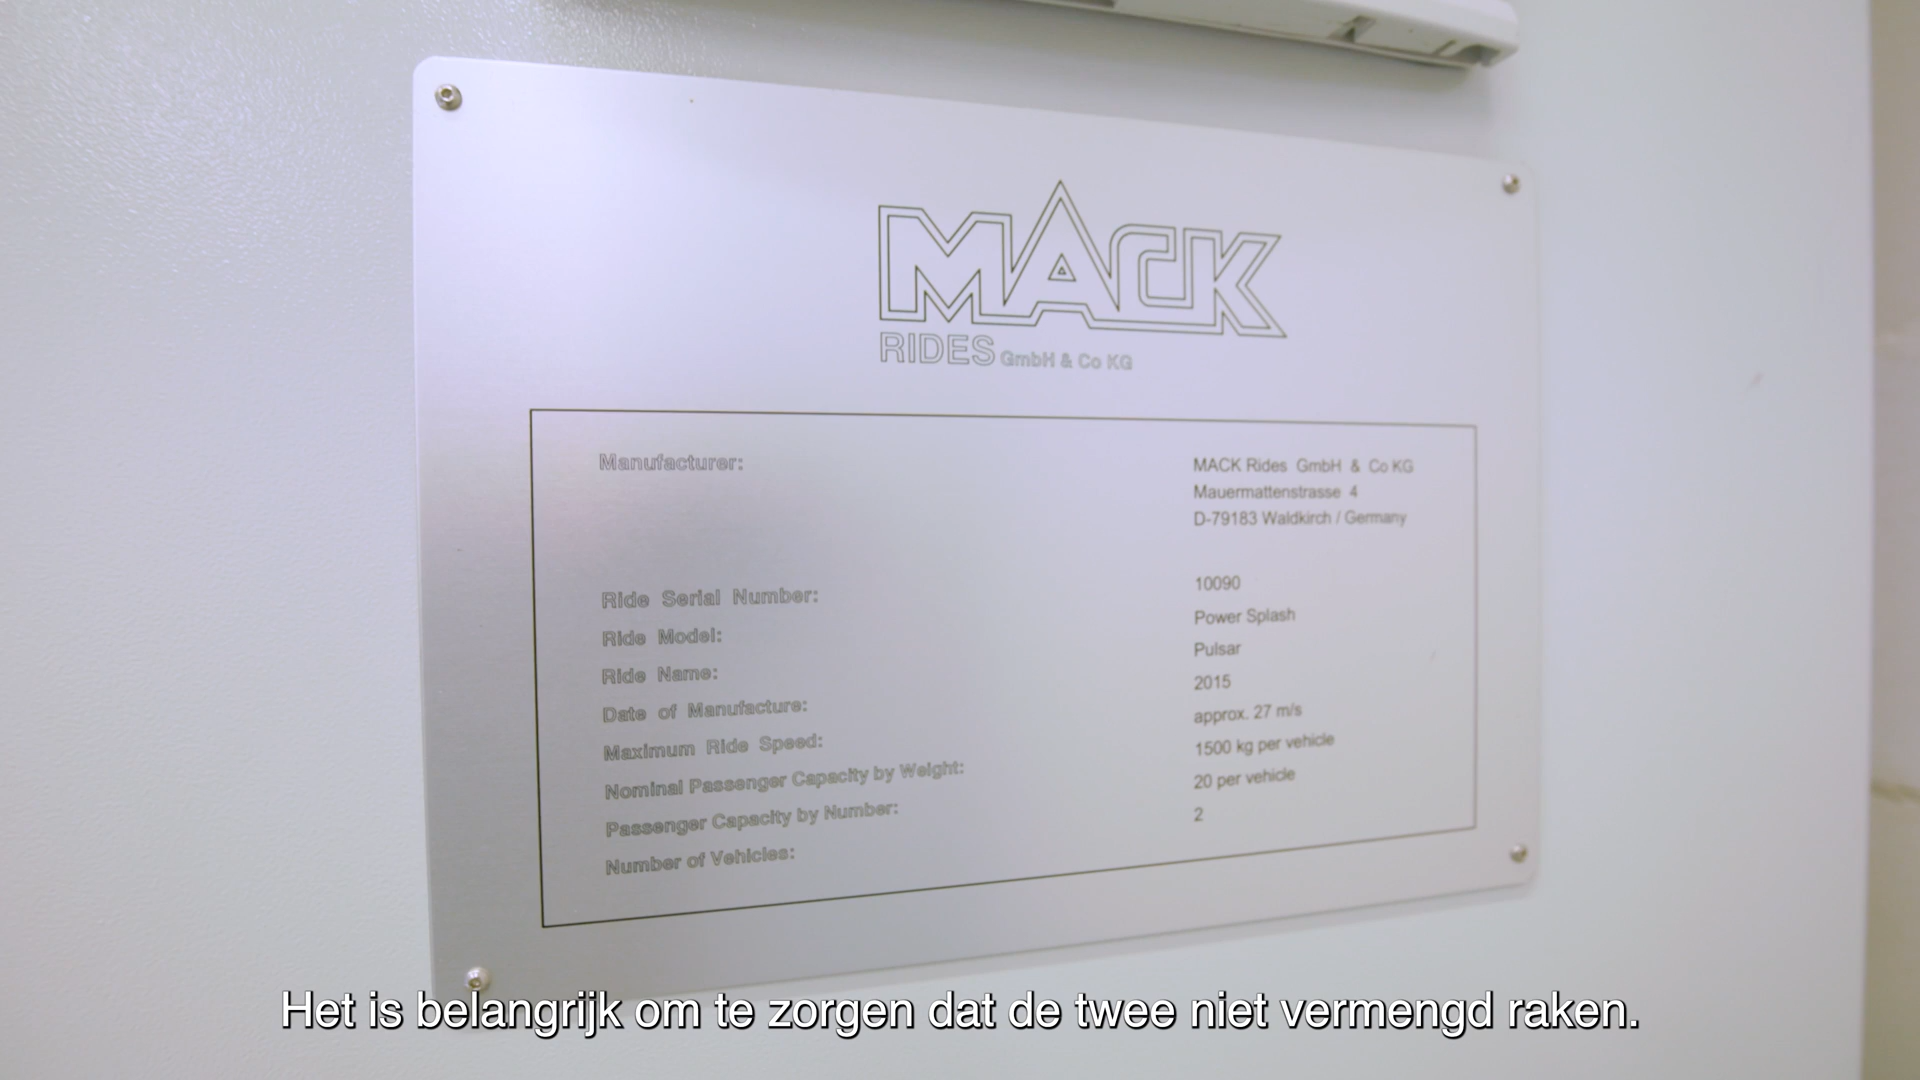 MACK
RIDES GmbH & Co KG
Manufacturer: MACK Rides GmbH & Co KG
Mauermattenstrasse 4
D-79183 Waldkirch / Germany
Ride Serial Number: 10090
Ride Model: Power Splash
Ride Name: Pulsar
Date of Manufacture: 2015
Maximum Ride Speed: approx. 27 m/s
Nominal Passenger Capacity by Weight: 1500 kg per vehicle
Passenger Capacity by Number: 20 per vehicle
Number of Vehicles: 2
Het is belangrijk om te zorgen dat de twee niet vermengd raken.